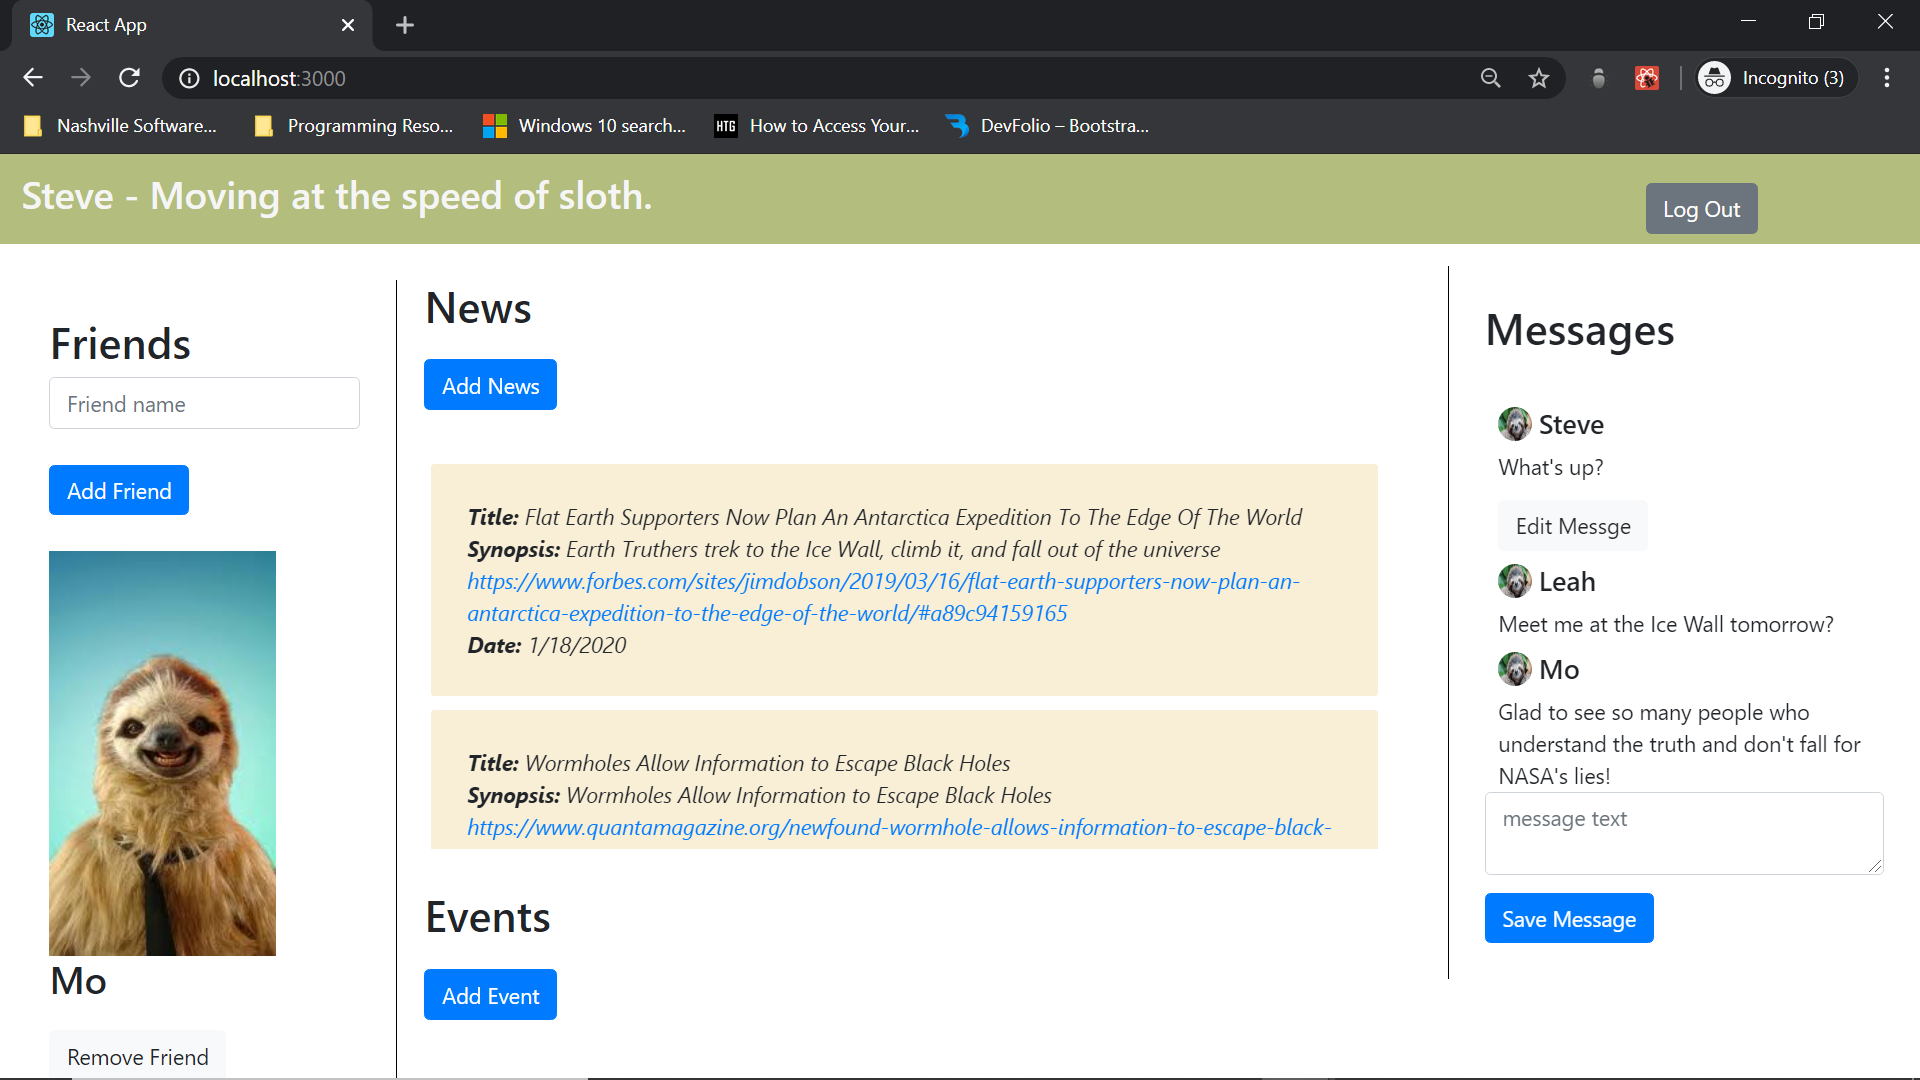 React App
localhost:3000
Incognito (3)
Nashville Software...
Programming Reso...
Windows 10 search...
HTG
How to Access Your...
DevFolio – Bootstra...
Steve - Moving at the speed of sloth.
Log Out
Friends
Friend name
Add Friend
Mo
Remove Friend
News
Add News
Title: Flat Earth Supporters Now Plan An Antarctica Expedition To The Edge Of The World
Synopsis: Earth Truthers trek to the Ice Wall, climb it, and fall out of the universe
https://www.forbes.com/sites/jimdobson/2019/03/16/flat-earth-supporters-now-plan-an-
antarctica-expedition-to-the-edge-of-the-world/#a89c94159165
Date: 1/18/2020
Title: Wormholes Allow Information to Escape Black Holes
Synopsis: Wormholes Allow Information to Escape Black Holes
https://www.quantamagazine.org/newfound-wormhole-allows-information-to-escape-black-
Events
Add Event
Messages
Steve
What's up?
Edit Messge
Leah
Meet me at the Ice Wall tomorrow?
Mo
Glad to see so many people who
understand the truth and don't fall for
NASA's lies!
message text
Save Message